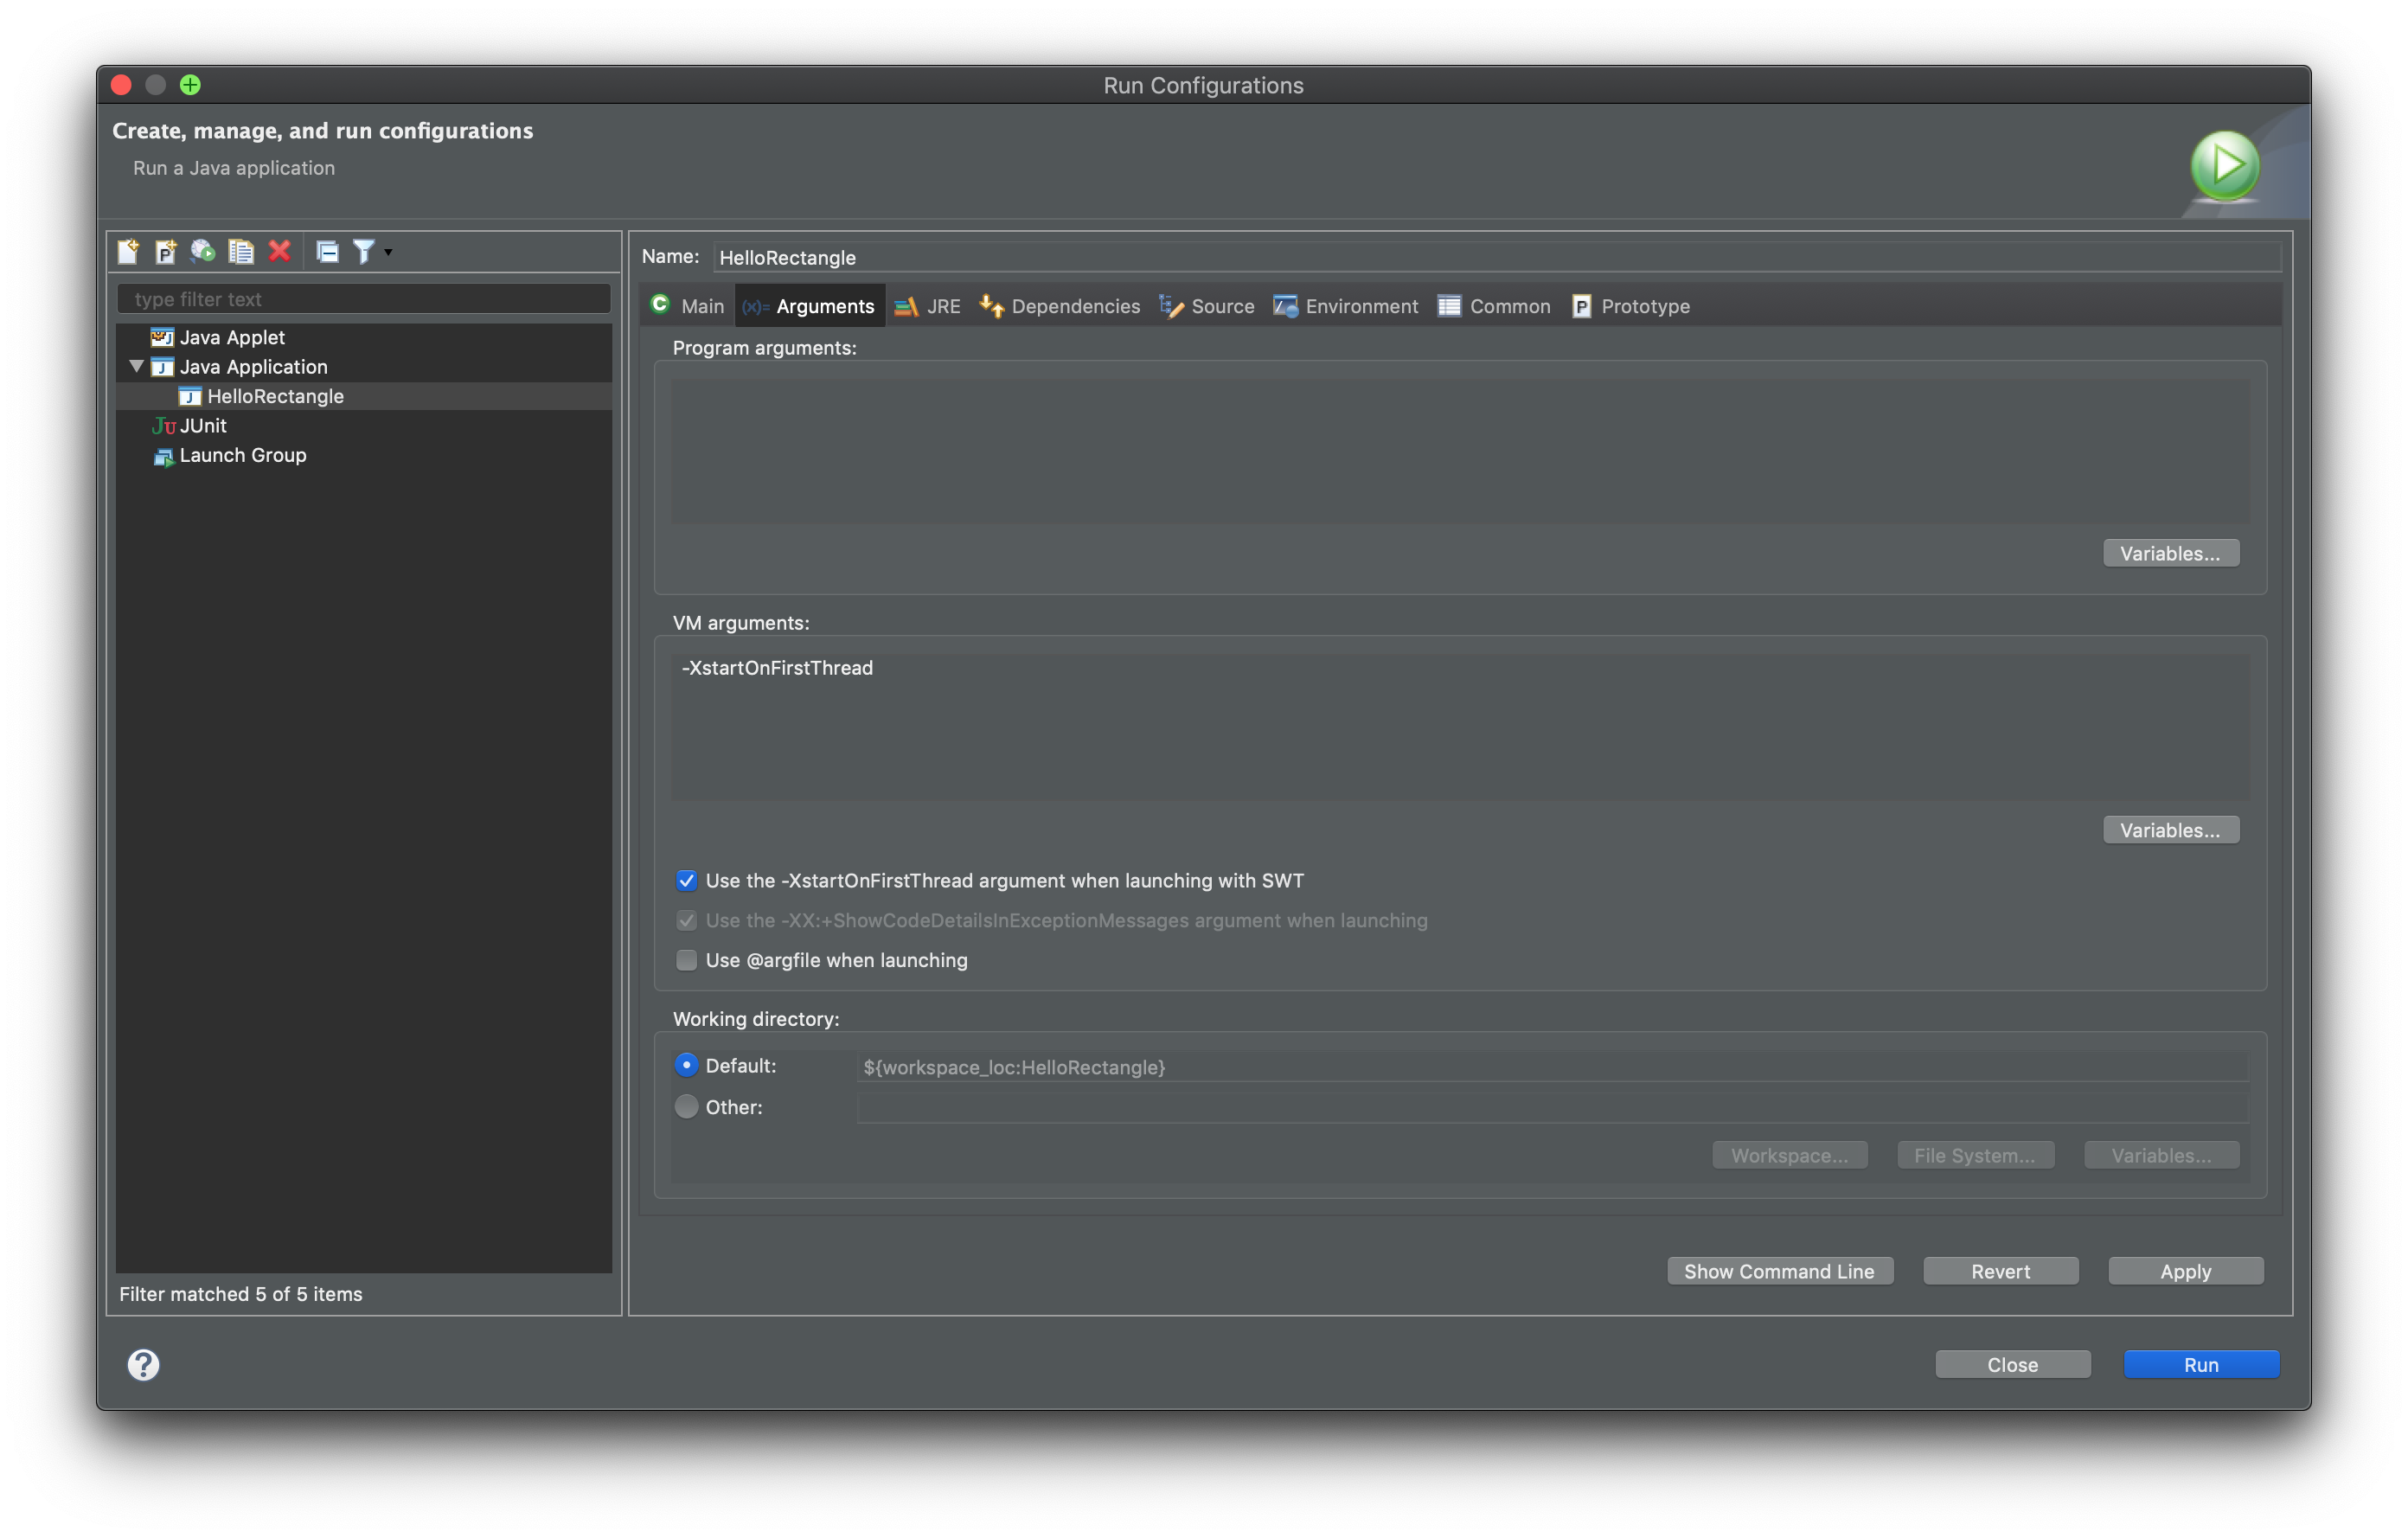 Run Configurations
Create, manage, and run configurations
Run a Java application
type filter text
Java Applet
Java Application
HelloRectangle
JUnit
Launch Group
Filter matched 5 of 5 items
Name: HelloRectangle
Main (x)= Arguments JRE Dependencies Source Environment Common Prototype
Program arguments:
Variables...
VM arguments:
-XstartOnFirstThread
Variables...
Use the -XstartOnFirstThread argument when launching with SWT
Use the -XX:+ShowCodeDetailsInExceptionMessages argument when launching
Use @argfile when launching
Working directory:
Default: ${workspace_loc:HelloRectangle}
Other:
Workspace... File System... Variables...
Show Command Line Revert Apply
Close Run